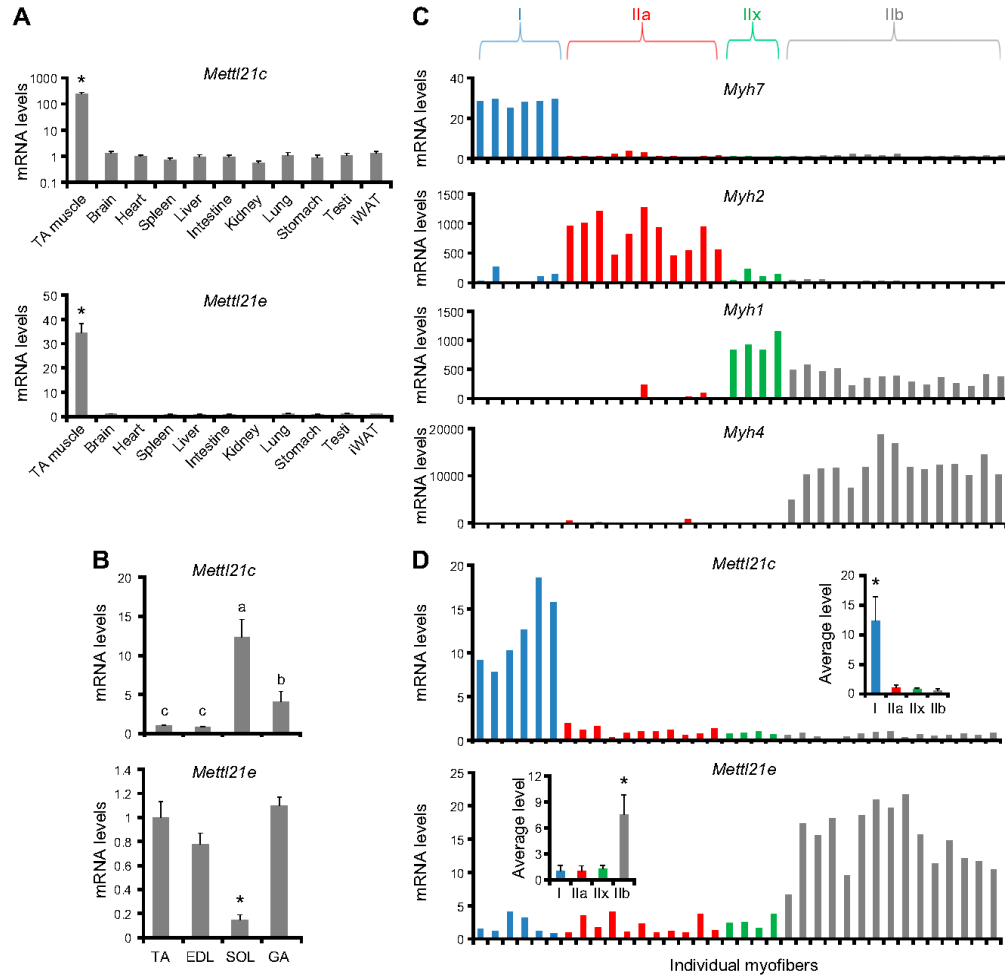 A
Mettl21c
mRNA levels
1000
100
10
1
0.1
*
TA muscle
Brain
Heart
Spleen
Liver
Intestine
Kidney
Lung
Stomach
Testi
iWAT
Mettl21e
mRNA levels
50
40
30
20
10
0
*
TA muscle
Brain
Heart
Spleen
Liver
Intestine
Kidney
Lung
Stomach
Testi
iWAT
B
Mettl21c
mRNA levels
20
15
10
5
0
c
c
a
b
Mettl21e
mRNA levels
1.4
1.2
1
0.8
0.6
0.4
0.2
0
*
TA EDL SOL GA
C
I IIa IIx IIb
Myh7
mRNA levels
40
20
0
Myh2
mRNA levels
1500
1000
500
0
Myh1
mRNA levels
1500
1000
500
0
Myh4
mRNA levels
20000
10000
0
D
Mettl21c
mRNA levels
20
15
10
5
0
Average level
20
15
10
5
0
*
I IIa IIx IIb
Mettl21e
mRNA levels
25
20
15
10
5
0
Average level
12
9
6
3
0
*
I IIa IIx IIb
Individual myofibers